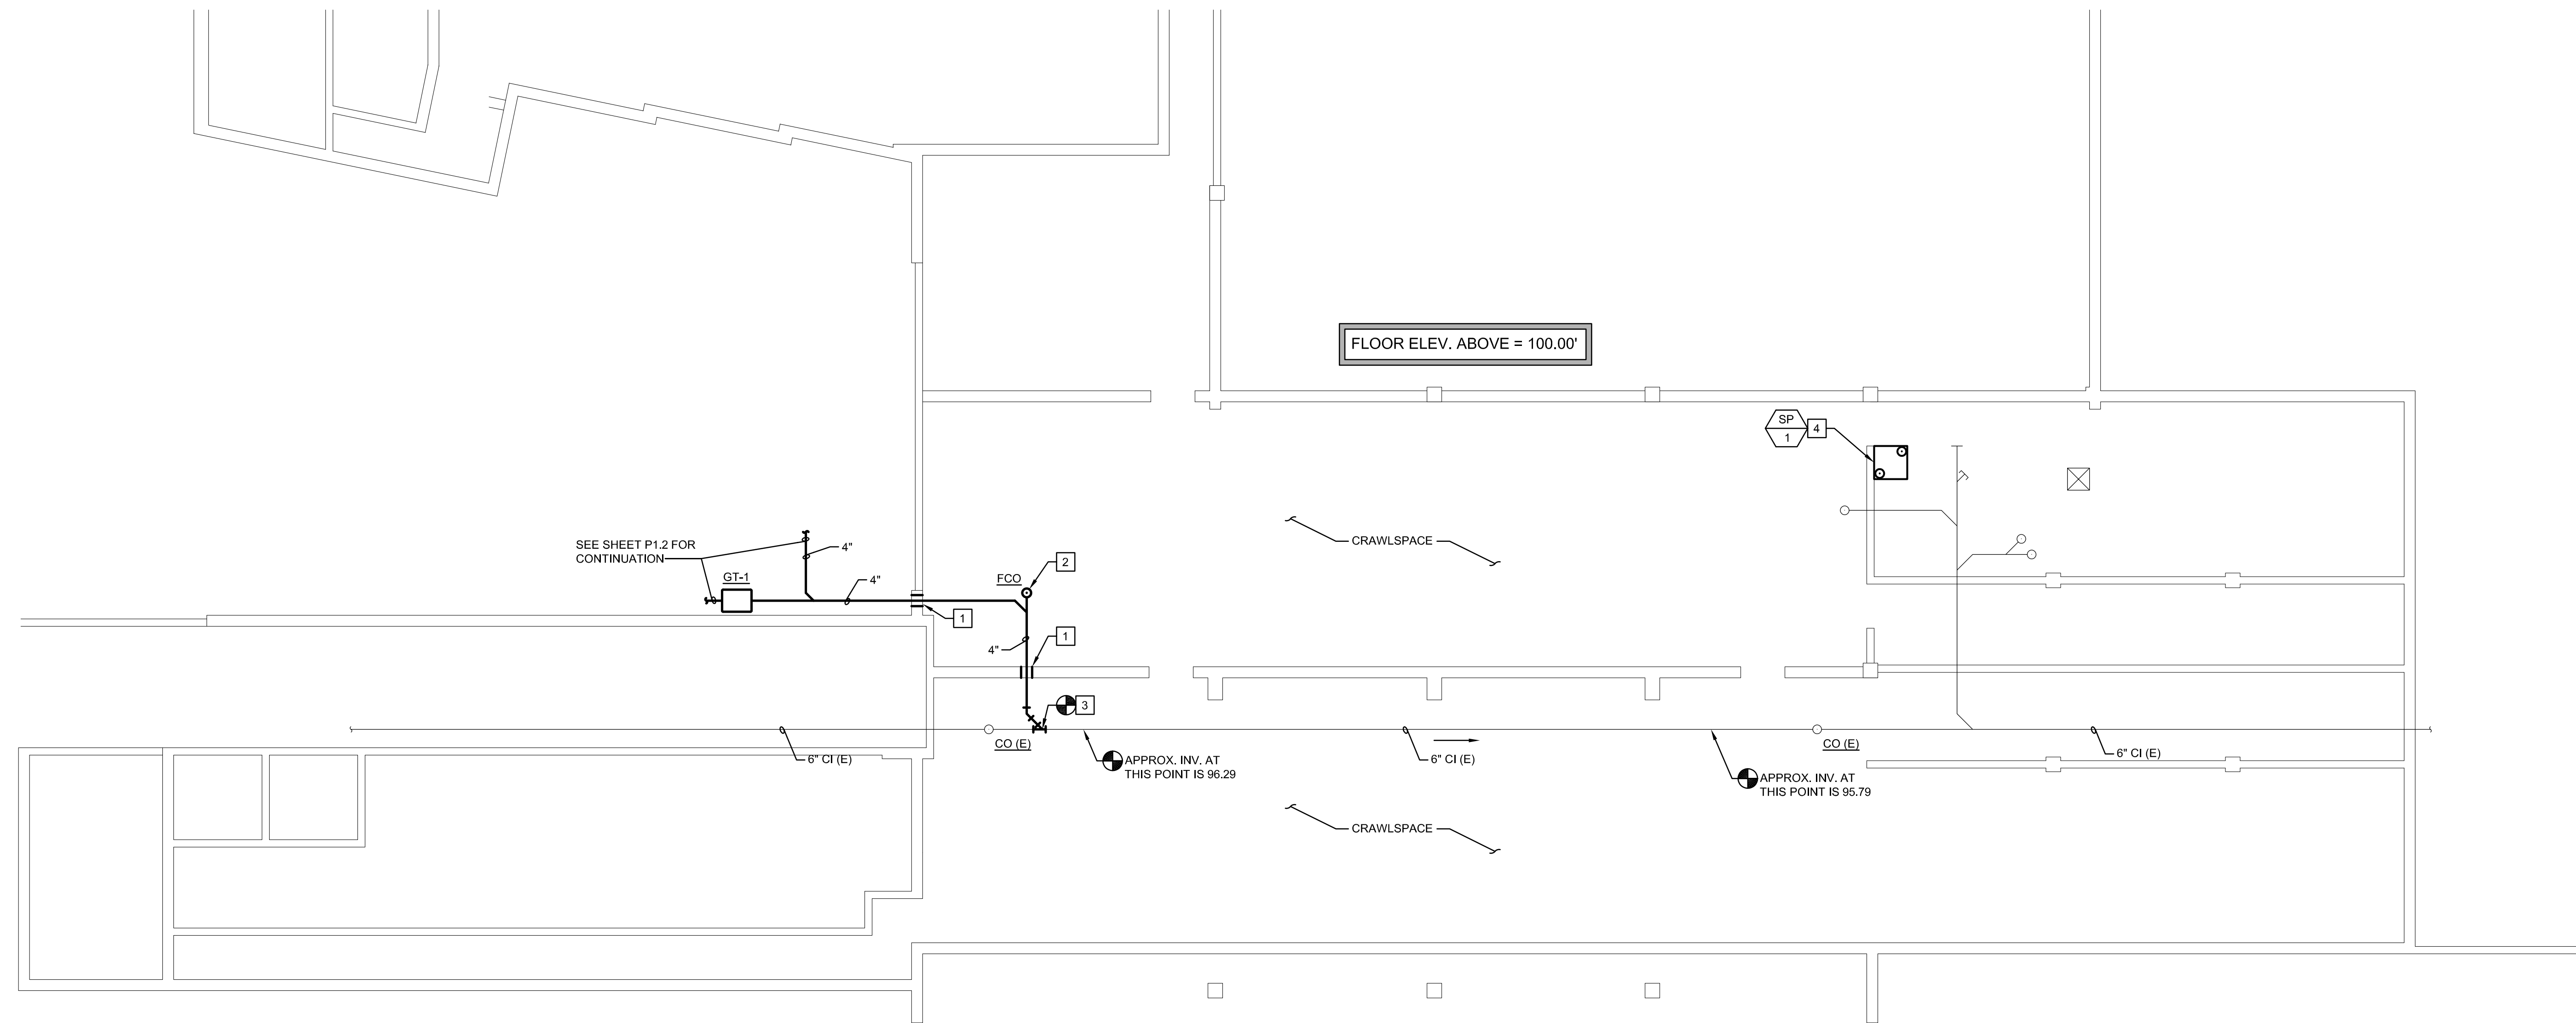 FLOOR ELEV. ABOVE = 100.00'
SP
1
4
SEE SHEET P1.2 FOR
CONTINUATION
4"
CRAWLSPACE
GT-1
4"
FCO
2
1
4"
1
3
CO (E)
6" CI (E)
APPROX. INV. AT
THIS POINT IS 96.29
6" CI (E)
CO (E)
6" CI (E)
APPROX. INV. AT
THIS POINT IS 95.79
CRAWLSPACE